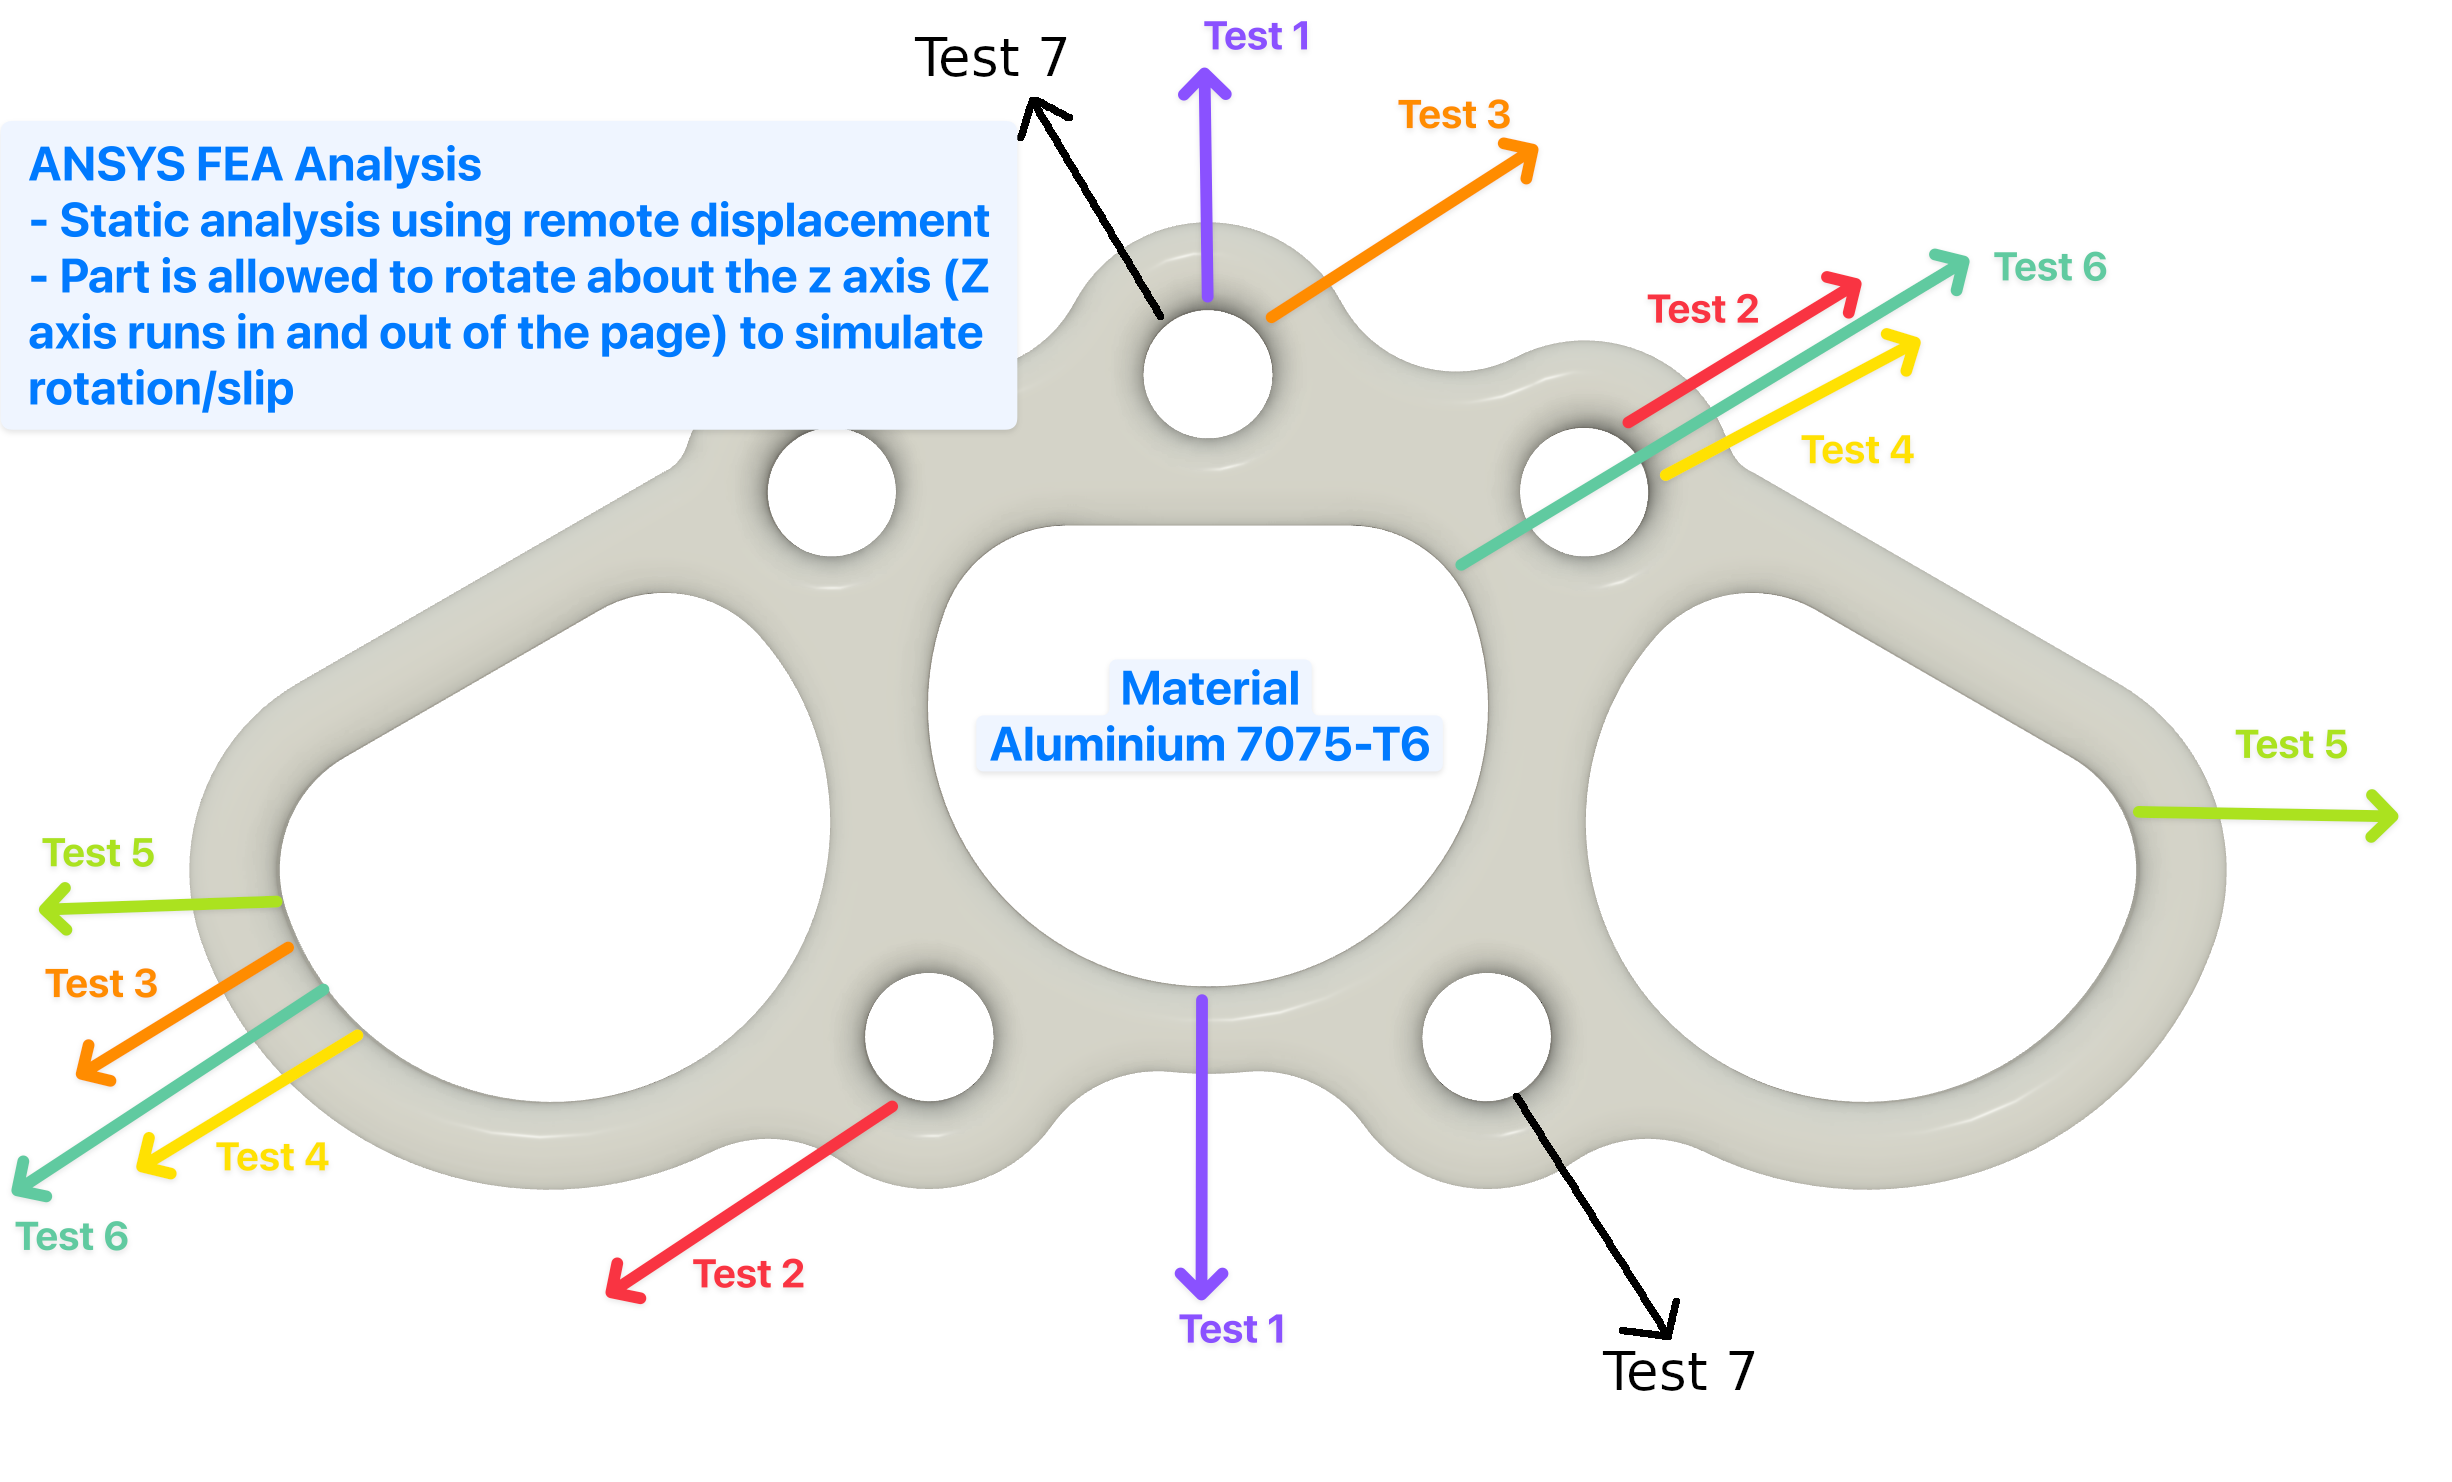 Test 1
Test 7
Test 3
ANSYS FEA Analysis
- Static analysis using remote displacement
- Part is allowed to rotate about the z axis (Z
axis runs in and out of the page) to simulate
rotation/slip
Test 6
Test 2
Test 4
Material
Aluminium 7075-T6
Test 5
Test 5
Test 3
Test 4
Test 6
Test 2
Test 1
Test 7